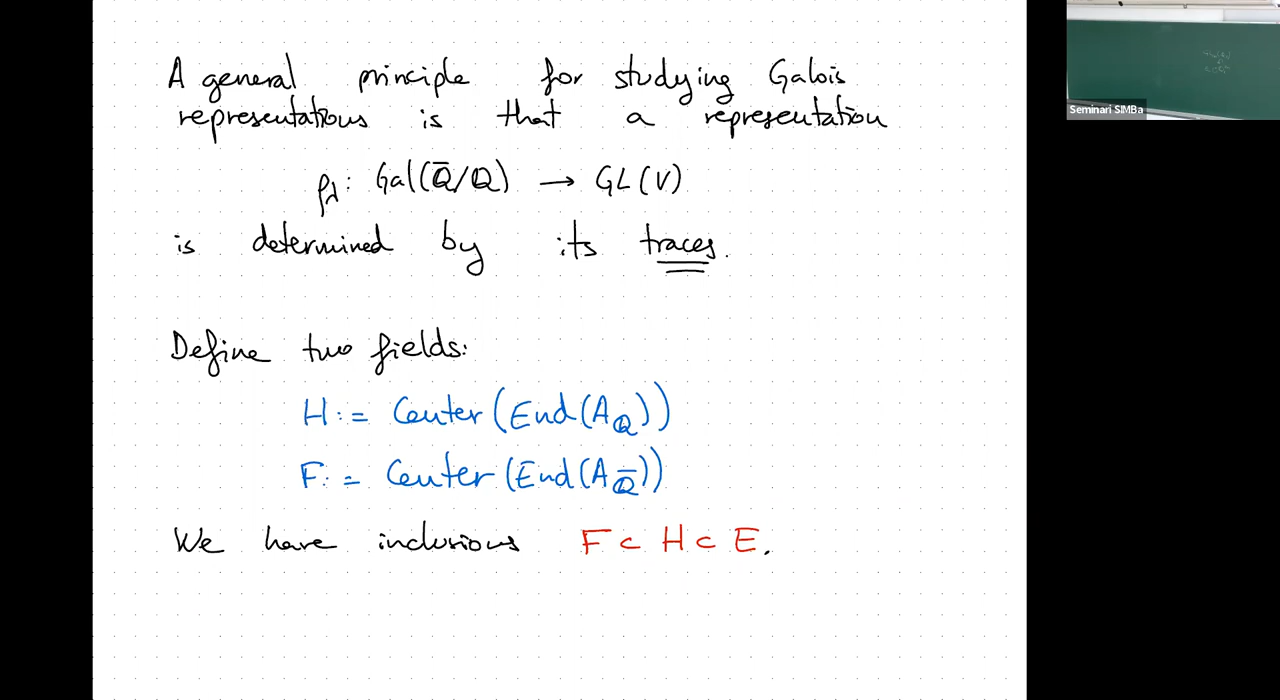 A general principle for studying Galois
representations is that a representation
ρλ: Gal(Q̄/Q) → GL(V)
is determined by its traces.
Define two fields:
H := Center(End(A_Q))
F := Center(End(A_Q̄))
We have inclusions F ⊂ H ⊂ E.
Seminari SIMBa